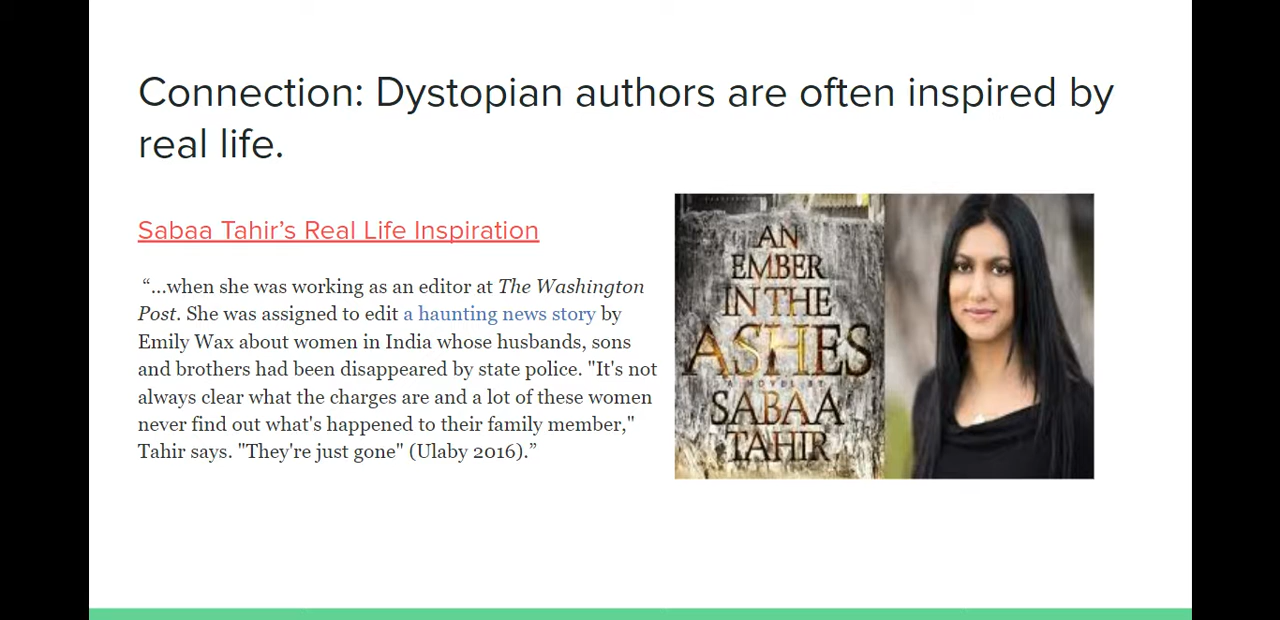 Connection: Dystopian authors are often inspired by
real life.
Sabaa Tahir’s Real Life Inspiration
“...when she was working as an editor at The Washington
Post. She was assigned to edit a haunting news story by
Emily Wax about women in India whose husbands, sons
and brothers had been disappeared by state police. "It's not
always clear what the charges are and a lot of these women
never find out what's happened to their family member,"
Tahir says. "They're just gone" (Ulaby 2016).”
AN
EMBER
IN THE
ASHES
A NOVEL BY
SABAA
TAHIR